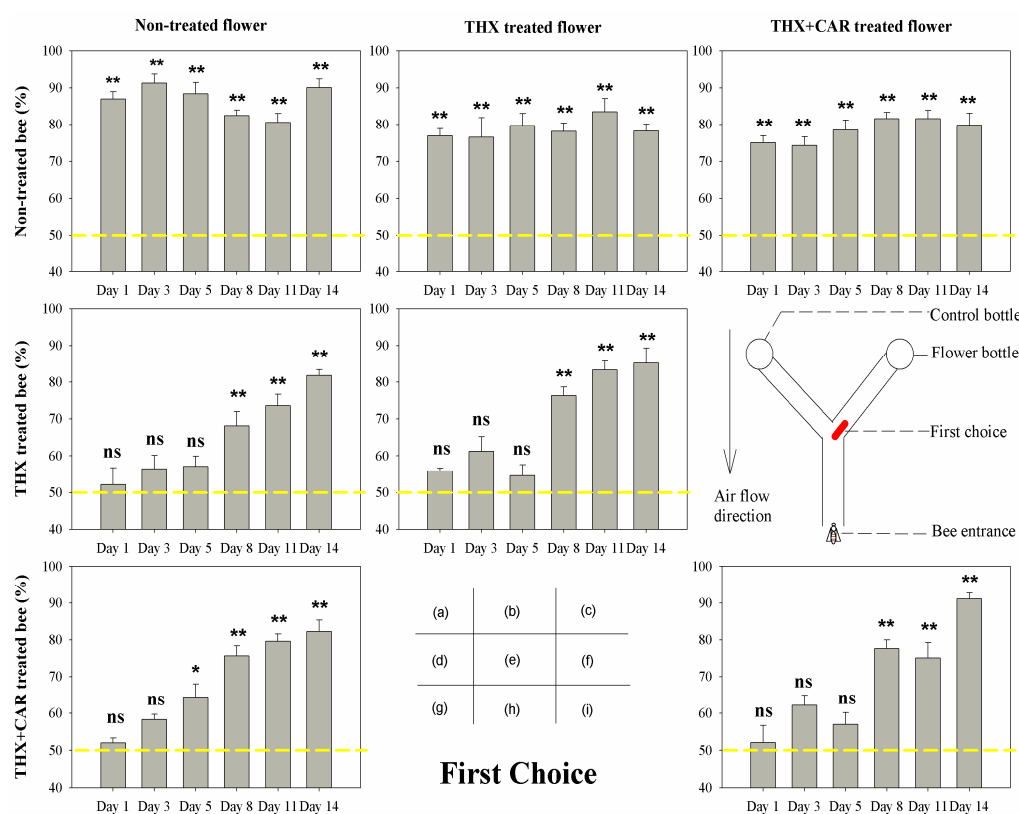 Non-treated flower
THX treated flower
THX+CAR treated flower
Non-treated bee (%)
100
90
80
70
60
50
40
** ** ** ** ** **
Day 1 Day 3 Day 5 Day 8 Day 11 Day 14
100
90
80
70
60
50
40
** ** ** ** ** **
Day 1 Day 3 Day 5 Day 8 Day 11 Day 14
100
90
80
70
60
50
40
** ** ** ** ** **
Day 1 Day 3 Day 5 Day 8 Day 11 Day 14
THX treated bee (%)
100
90
80
70
60
50
40
ns ns ns ** ** **
Day 1 Day 3 Day 5 Day 8 Day 11 Day 14
100
90
80
70
60
50
40
ns ns ns ** ** **
Day 1 Day 3 Day 5 Day 8 Day 11 Day 14
Control bottle
Flower bottle
First choice
Air flow
direction
Bee entrance
THX+CAR treated bee (%)
100
90
80
70
60
50
40
ns ns * ** ** **
Day 1 Day 3 Day 5 Day 8 Day 11 Day 14
(a) (b) (c)
(d) (e) (f)
(g) (h) (i)
First Choice
100
90
80
70
60
50
40
ns ns ns ** ** **
Day 1 Day 3 Day 5 Day 8 Day 11 Day 14